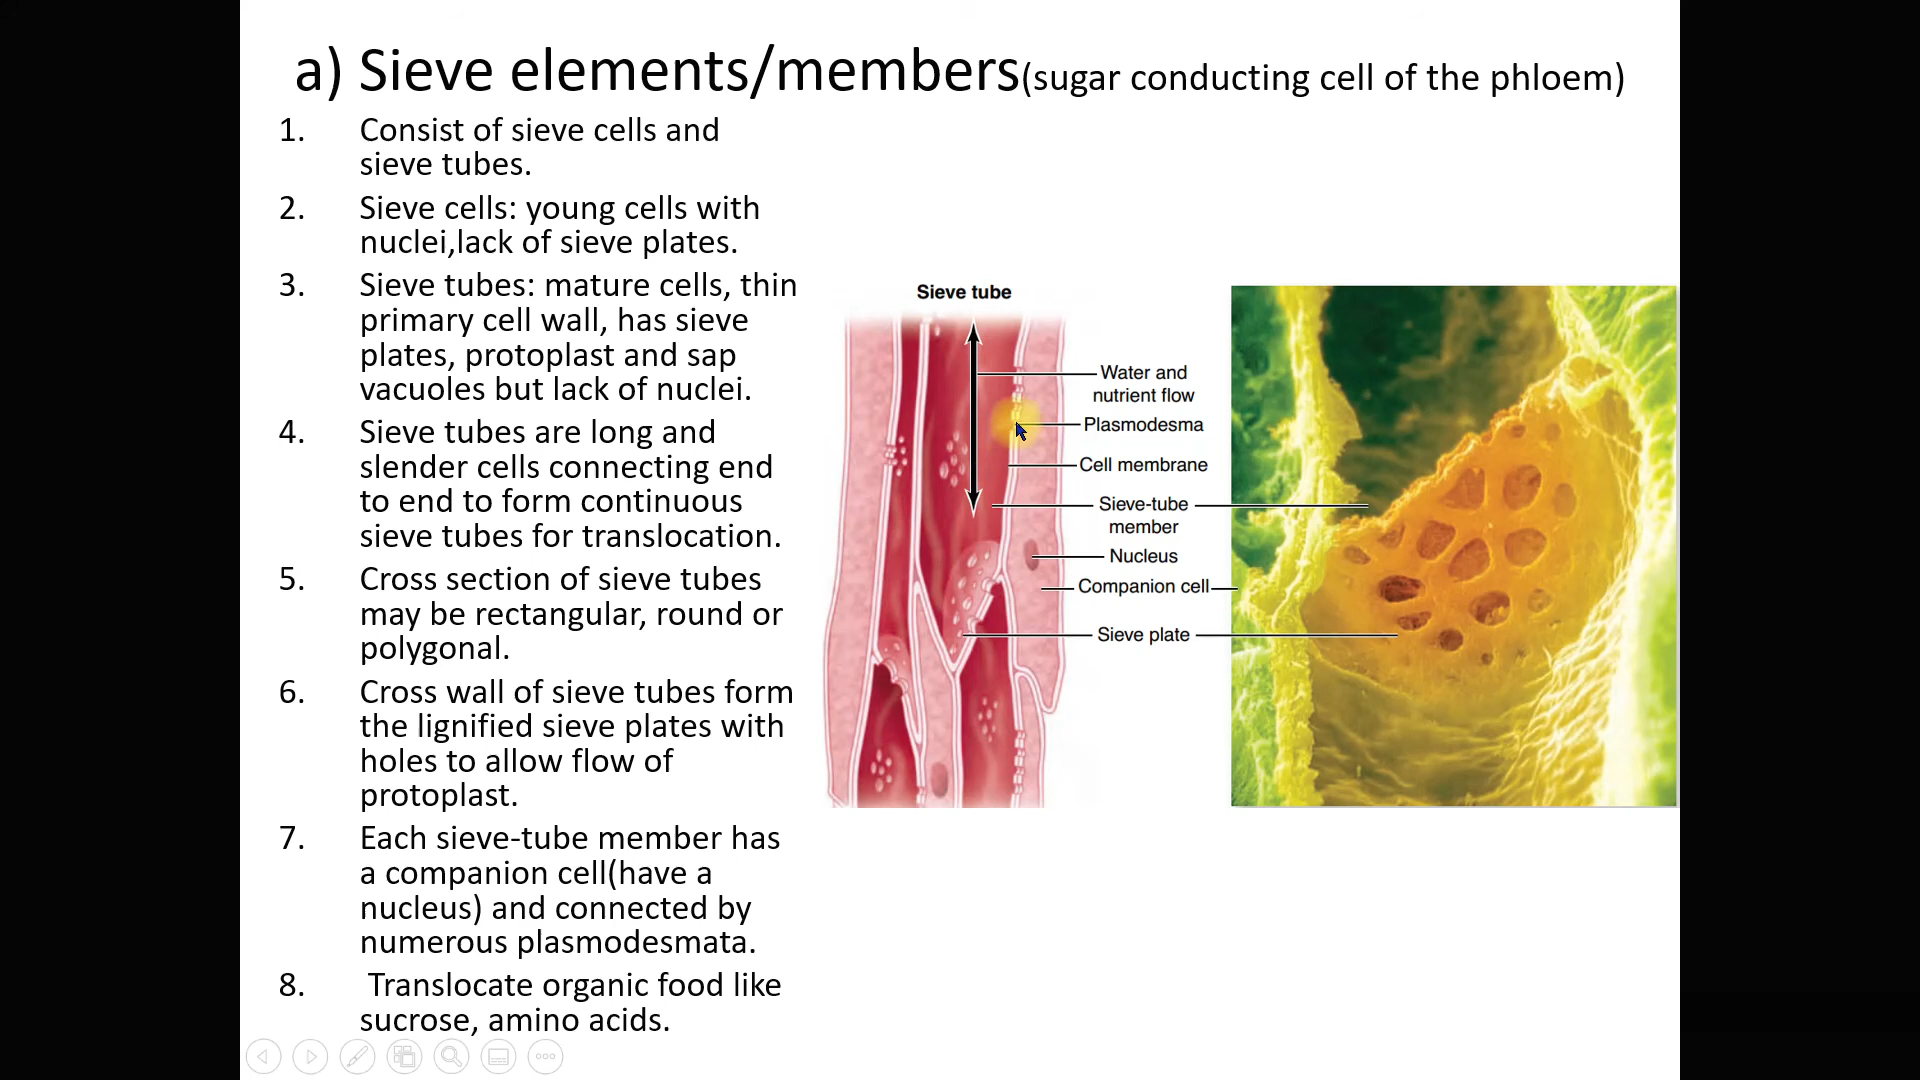 a) Sieve elements/members(sugar conducting cell of the phloem)
1. Consist of sieve cells and
sieve tubes.
2. Sieve cells: young cells with
nuclei,lack of sieve plates.
3. Sieve tubes: mature cells, thin
primary cell wall, has sieve
plates, protoplast and sap
vacuoles but lack of nuclei.
4. Sieve tubes are long and
slender cells connecting end
to end to form continuous
sieve tubes for translocation.
5. Cross section of sieve tubes
may be rectangular, round or
polygonal.
6. Cross wall of sieve tubes form
the lignified sieve plates with
holes to allow flow of
protoplast.
7. Each sieve-tube member has
a companion cell(have a
nucleus) and connected by
numerous plasmodesmata.
8. Translocate organic food like
sucrose, amino acids.
Sieve tube
Water and
nutrient flow
Plasmodesma
Cell membrane
Sieve-tube
member
Nucleus
Companion cell
Sieve plate